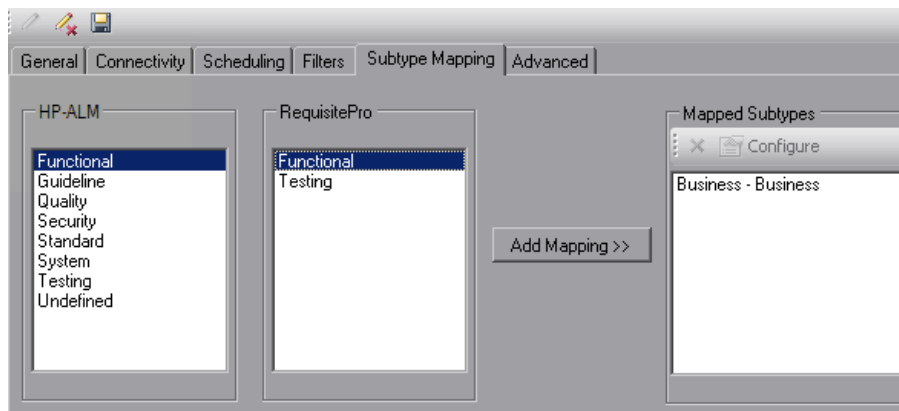 General Connectivity Scheduling Filters Subtype Mapping Advanced
HP-ALM
Functional
Guideline
Quality
Security
Standard
System
Testing
Undefined
RequisitePro
Functional
Testing
Add Mapping >>
Mapped Subtypes
Configure
Business - Business